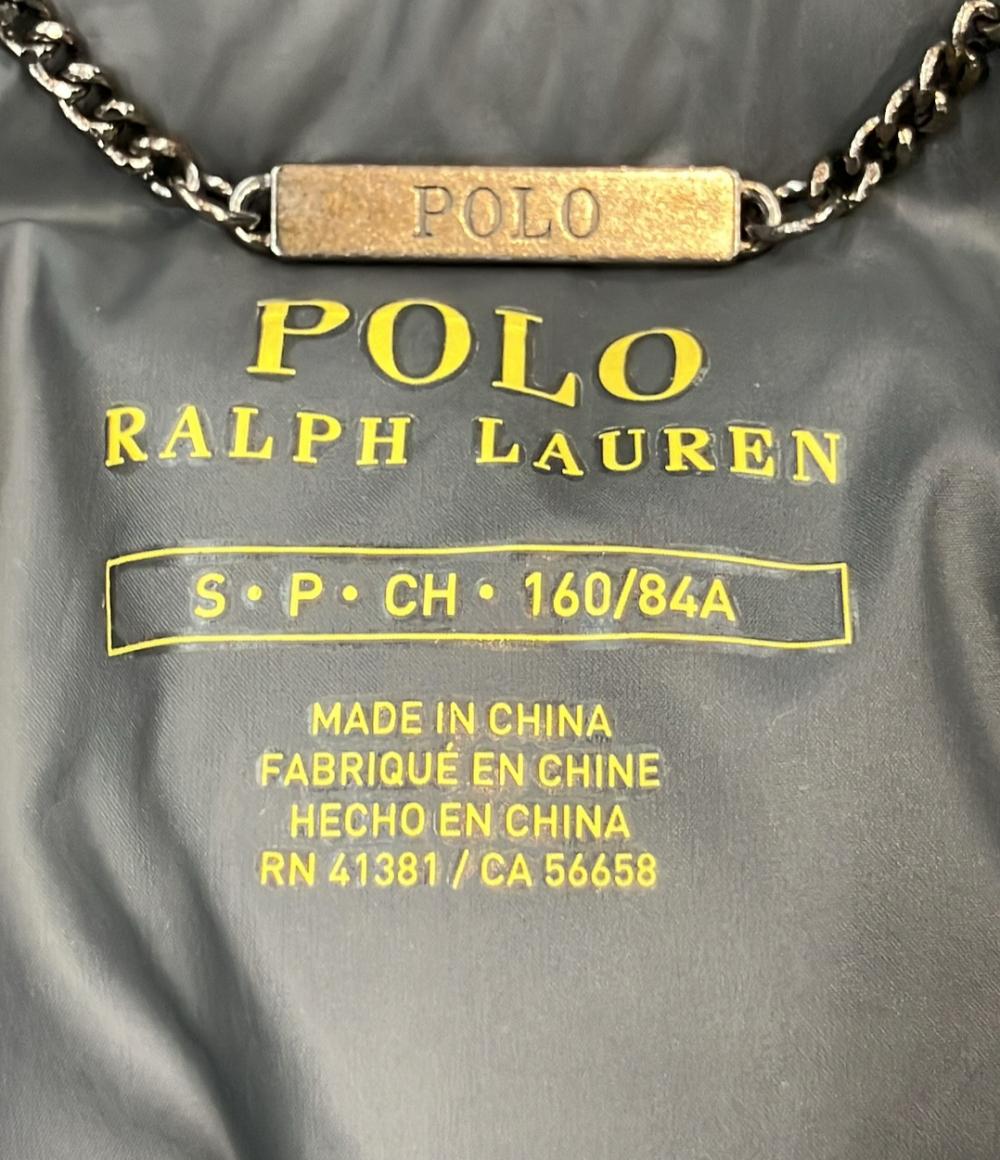 POLO
POLO
RALPH LAUREN
S • P • CH • 160/84A
MADE IN CHINA
FABRIQUÉ EN CHINE
HECHO EN CHINA
RN 41381 / CA 56658